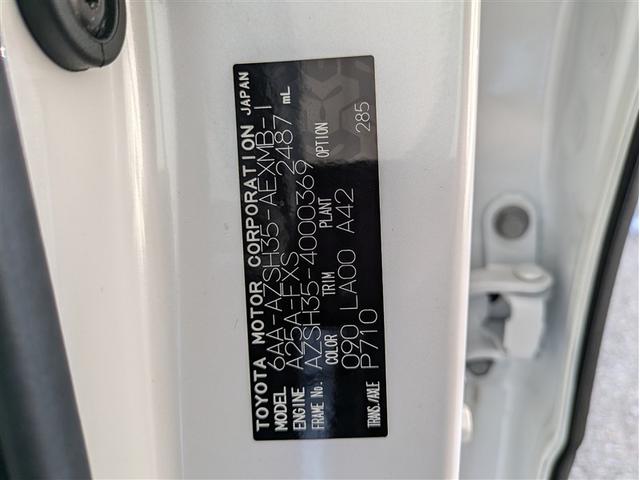 TOYOTA MOTOR CORPORATION JAPAN
MODEL 6AA-AZSH35-AEXMB-I
ENGINE A25A-FXS 2487 mL
FRAME No. AZSH35-4000369
COLOR TRIM PLANT OPTION
090 LA00 A42 285
TRANS./AXLE P710